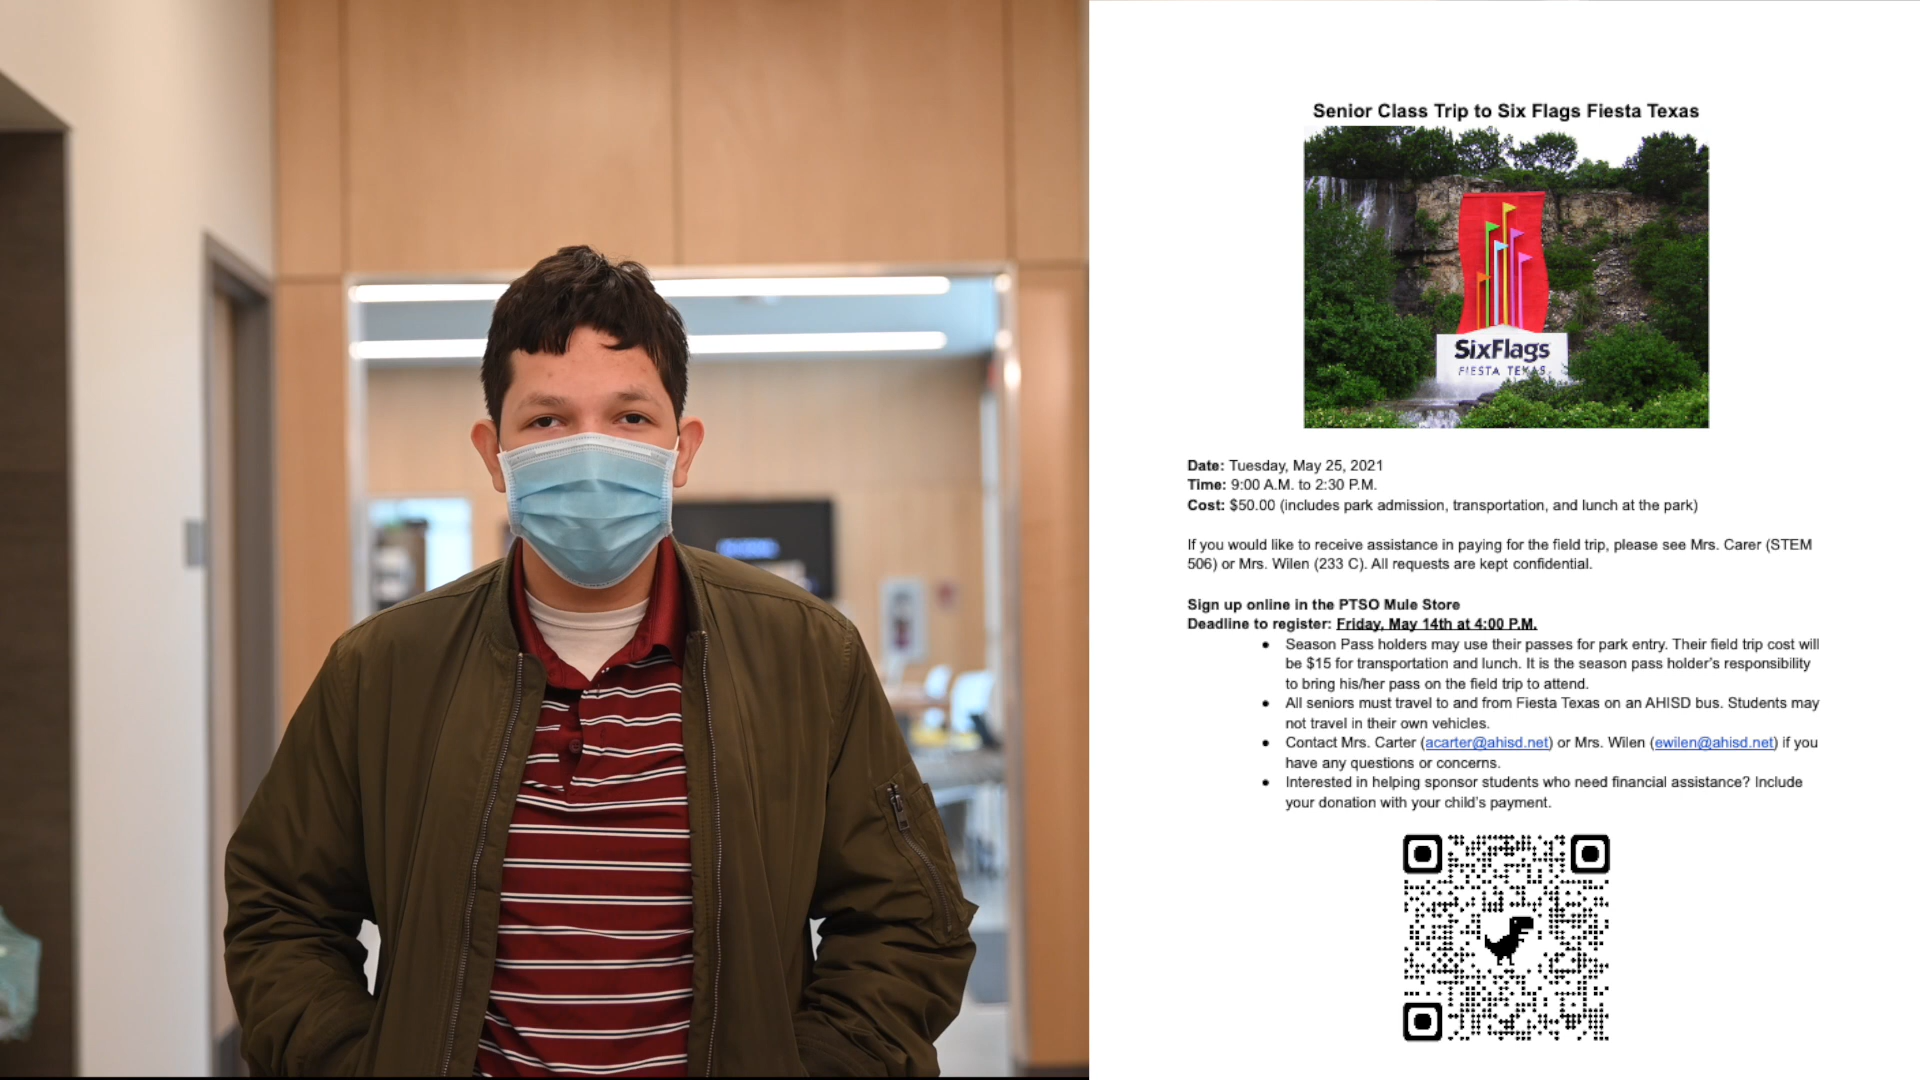 Senior Class Trip to Six Flags Fiesta Texas
SixFlags
FIESTA TEXAS
Date: Tuesday, May 25, 2021
Time: 9:00 A.M. to 2:30 P.M.
Cost: $50.00 (includes park admission, transportation, and lunch at the park)
If you would like to receive assistance in paying for the field trip, please see Mrs. Carer (STEM
506) or Mrs. Wilen (233 C). All requests are kept confidential.
Sign up online in the PTSO Mule Store
Deadline to register: Friday, May 14th at 4:00 P.M.
● Season Pass holders may use their passes for park entry. Their field trip cost will
be $15 for transportation and lunch. It is the season pass holder’s responsibility
to bring his/her pass on the field trip to attend.
● All seniors must travel to and from Fiesta Texas on an AHISD bus. Students may
not travel in their own vehicles.
● Contact Mrs. Carter (acarter@ahisd.net) or Mrs. Wilen (ewilen@ahisd.net) if you
have any questions or concerns.
● Interested in helping sponsor students who need financial assistance? Include
your donation with your child’s payment.